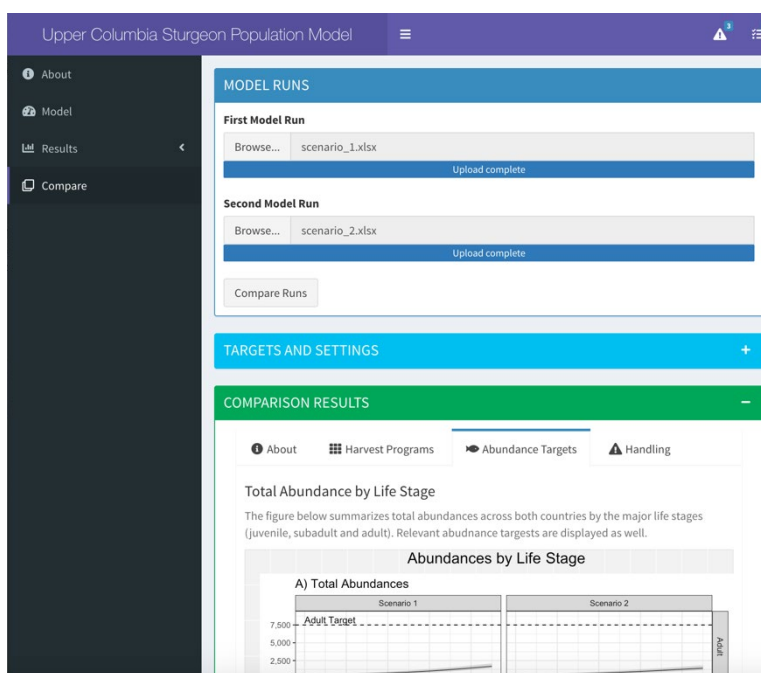 Upper Columbia Sturgeon Population Model
3
About
Model
Results
Compare
MODEL RUNS
First Model Run
Browse... scenario_1.xlsx
Upload complete
Second Model Run
Browse... scenario_2.xlsx
Upload complete
Compare Runs
TARGETS AND SETTINGS
COMPARISON RESULTS
About Harvest Programs Abundance Targets Handling
Total Abundance by Life Stage
The figure below summarizes total abundances across both countries by the major life stages
(juvenile, subadult and adult). Relevant abudnance targests are displayed as well.
Abundances by Life Stage
A) Total Abundances
Scenario 1 Scenario 2
Adult Target
7,500
5,000
2,500
Adult